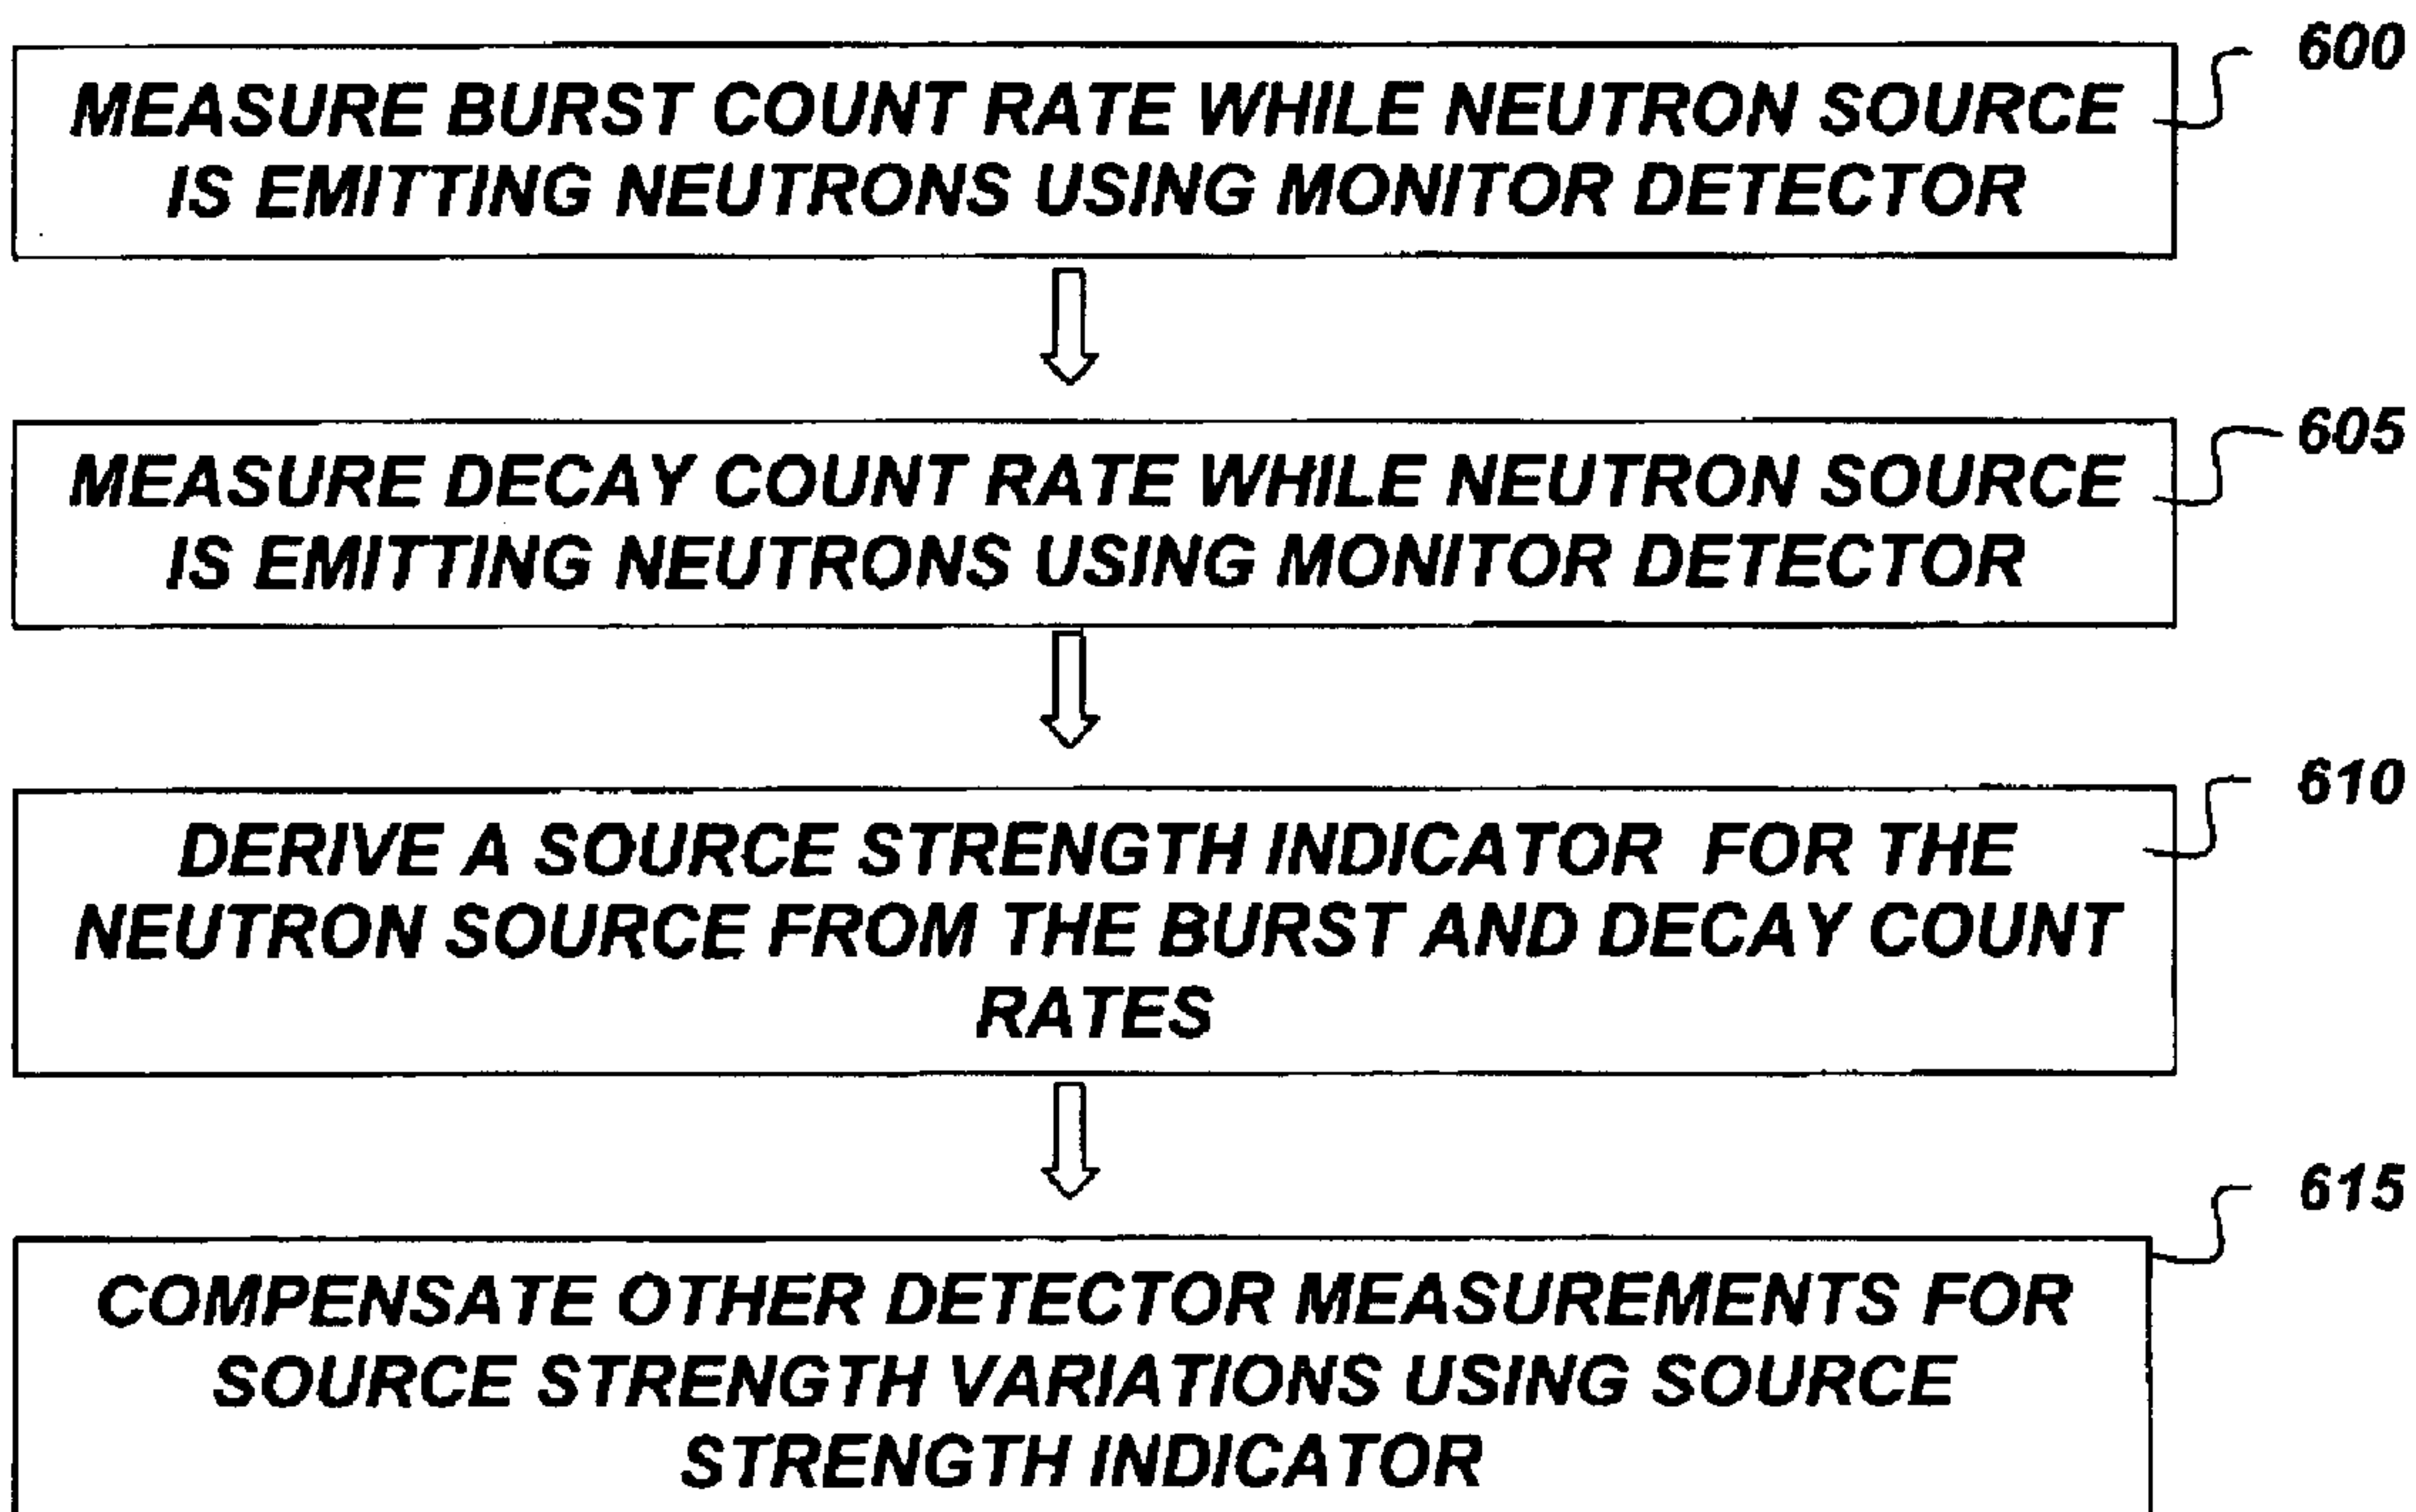 600
MEASURE BURST COUNT RATE WHILE NEUTRON SOURCE
IS EMITTING NEUTRONS USING MONITOR DETECTOR
605
MEASURE DECAY COUNT RATE WHILE NEUTRON SOURCE
IS EMITTING NEUTRONS USING MONITOR DETECTOR
610
DERIVE A SOURCE STRENGTH INDICATOR FOR THE
NEUTRON SOURCE FROM THE BURST AND DECAY COUNT
RATES
615
COMPENSATE OTHER DETECTOR MEASUREMENTS FOR
SOURCE STRENGTH VARIATIONS USING SOURCE
STRENGTH INDICATOR